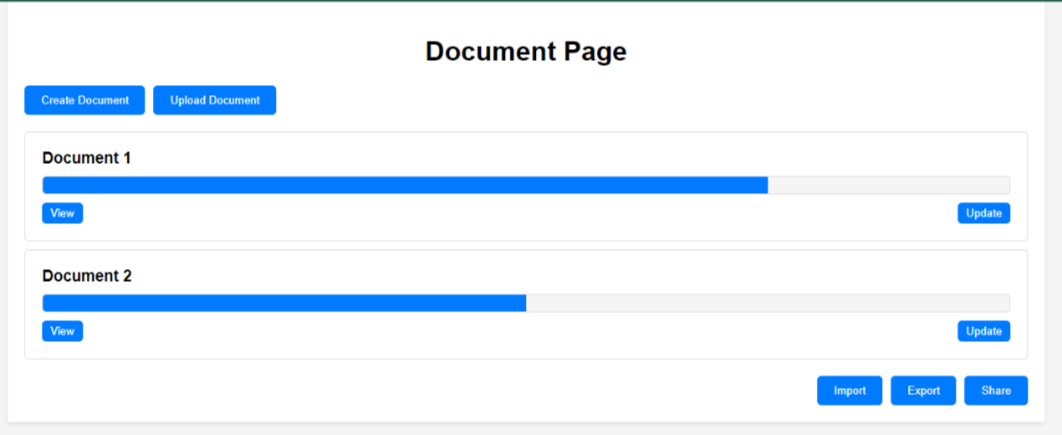 Document Page
Create Document Upload Document
Document 1
View Update
Document 2
View Update
Import Export Share